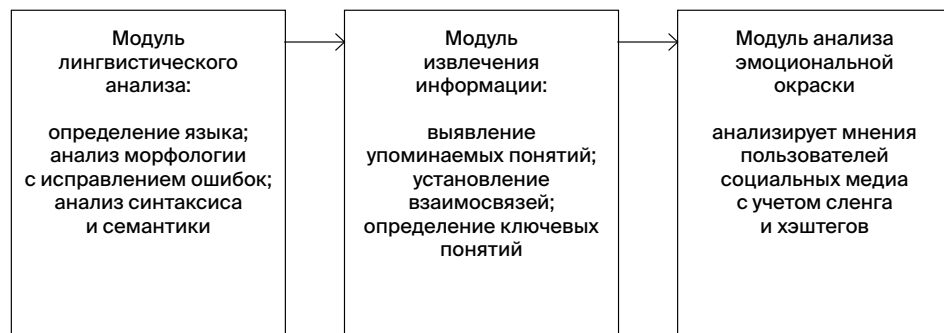 Модуль
лингвистического
анализа:
определение языка;
анализ морфологии
с исправлением ошибок;
анализ синтаксиса
и семантики
Модуль
извлечения
информации:
выявление
упоминаемых понятий;
установление
взаимосвязей;
определение ключевых
понятий
Модуль анализа
эмоциональной
окраски
анализирует мнения
пользователей
социальных медиа
с учетом сленга
и хэштегов